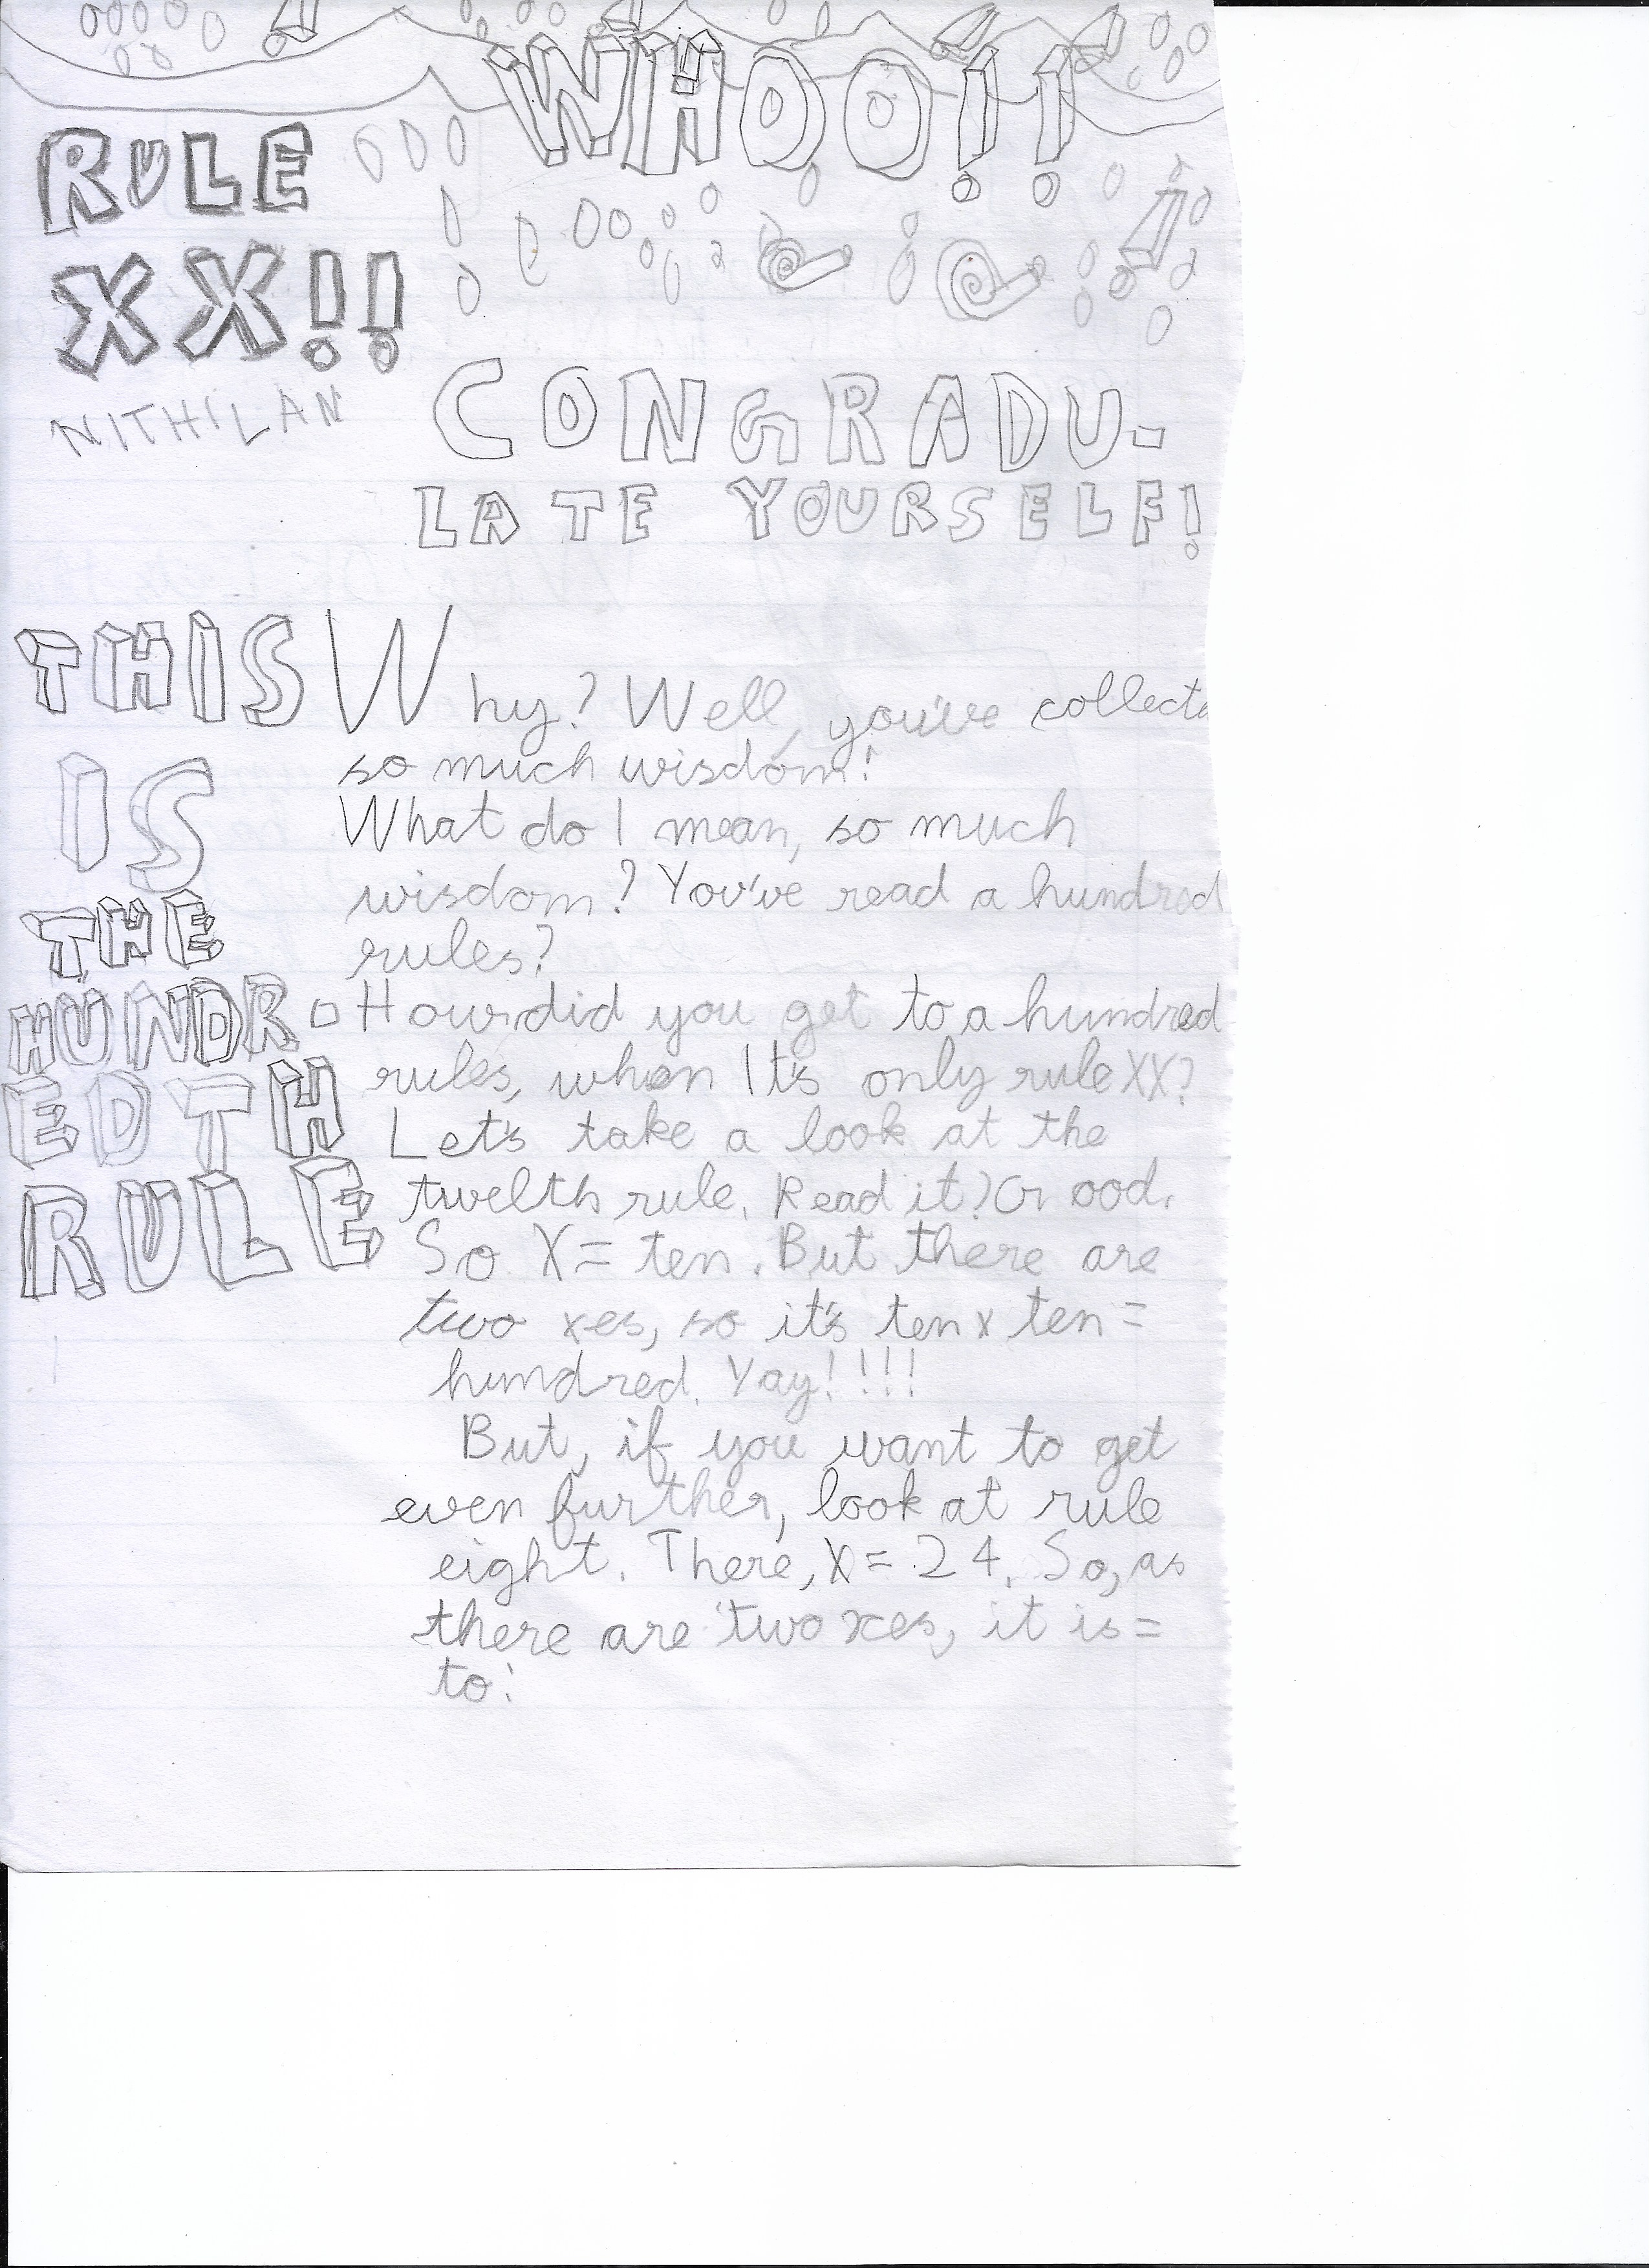 WHOO!!
RULE
XX!!
NITHILAN
CONGRADU-
LATE YOURSELF!
THIS
IS
THE
HUNDR-
EDTH
RULE
Why? Well, you've collect
so much wisdom!
What do I mean, so much
wisdom? You've read a hundred
rules?
How did you get to a hundred
rules, when It's only rule XX?
Let's take a look at the
twelth rule. Read it? Good.
So X = ten. But there are
two xes, so it's ten x ten =
hundred. Yay!!!!!
But, if you want to get
even further, look at rule
eight. There, X = 24. So, as
there are two xes, it is =
to: